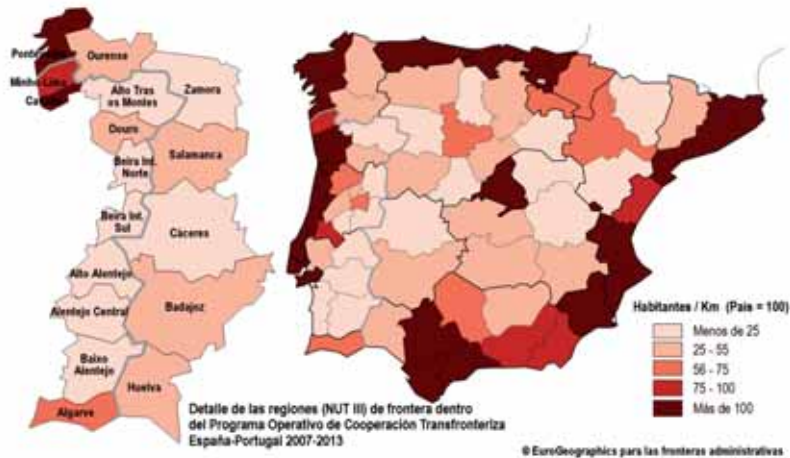 Ourense
Minho Lima
Alto Tras
os Montes
Zamora
Douro
Salamanca
Beira Int.
Norte
Beira Int.
Sul
Cáceres
Alto Alentejo
Alentejo Central
Badajoz
Baixo
Alentejo
Huelva
Algarve
Habitantes / Km (Pais = 100)
Menos de 25
25 - 55
56 - 75
75 - 100
Más de 100
Detalle de las regiones (NUT III) de frontera dentro
del Programa Operativo de Cooperación Transfronteriza
España-Portugal 2007-2013
© EuroGeographics para las fronteras administrativas